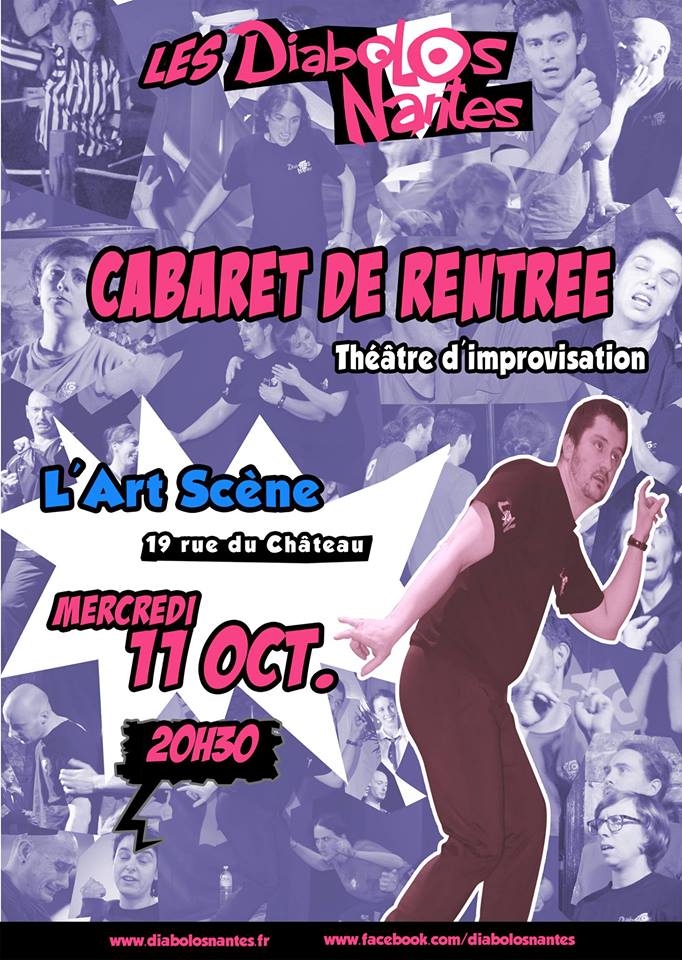 LES DiabOLOs
Nantes
CABARET DE RENTREE
Théâtre d'improvisation
L'Art Scène
19 rue du Château
MERCREDI
11 OCT.
20H30
www.diabolosnantes.fr www.facebook.com/diabolosnantes